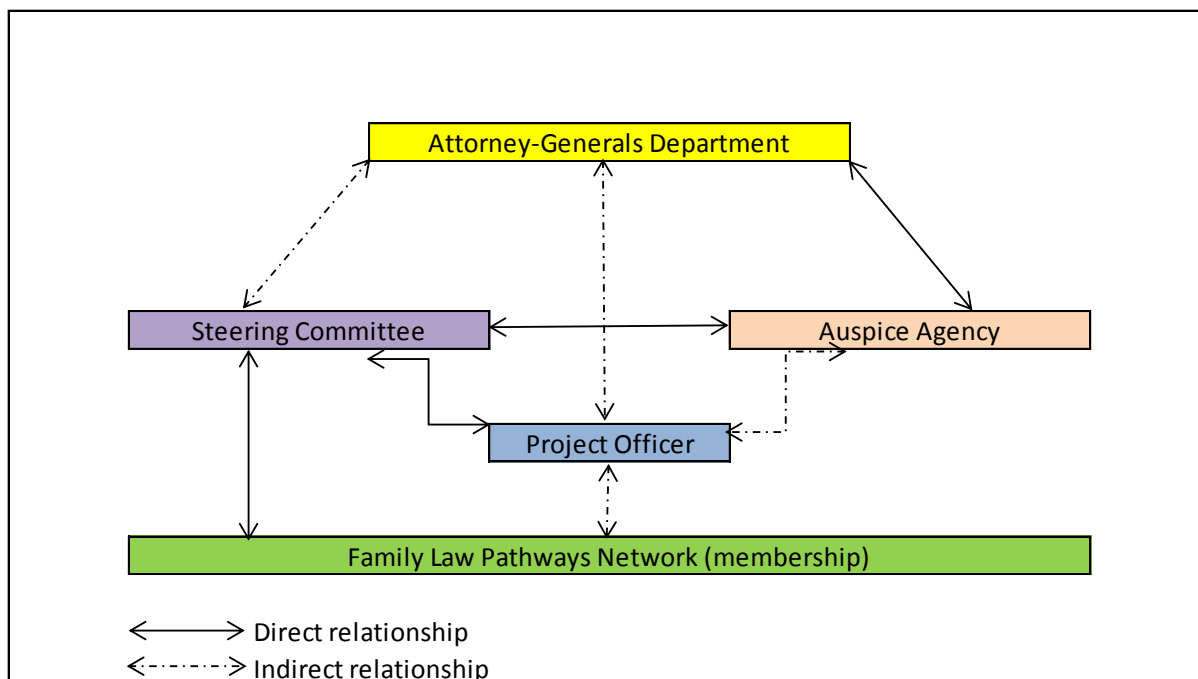 Attorney-Generals Department
Steering Committee
Auspice Agency
Project Officer
Family Law Pathways Network (membership)
Direct relationship
Indirect relationship